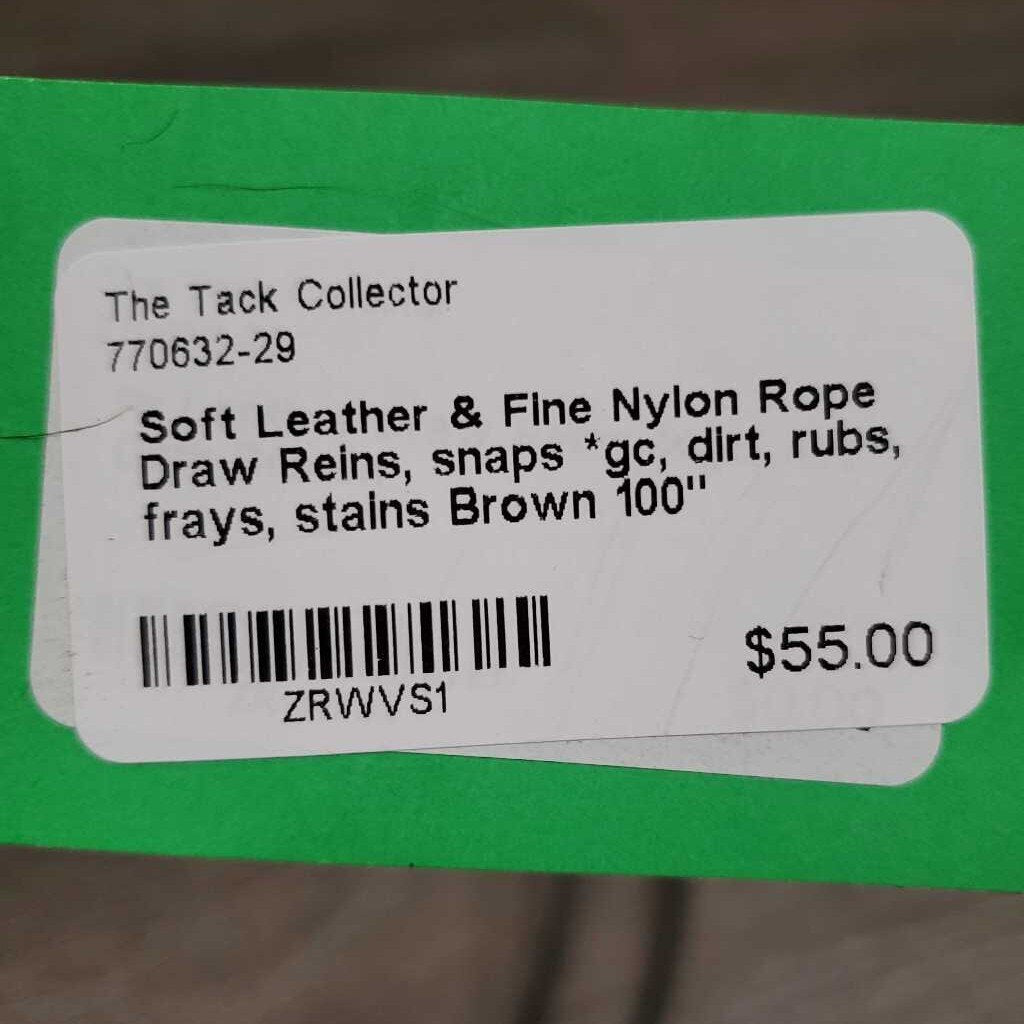 The Tack Collector
770632-29
Soft Leather & Fine Nylon Rope
Draw Reins, snaps *gc, dirt, rubs,
frays, stains Brown 100"
$55.00
ZRWVS1